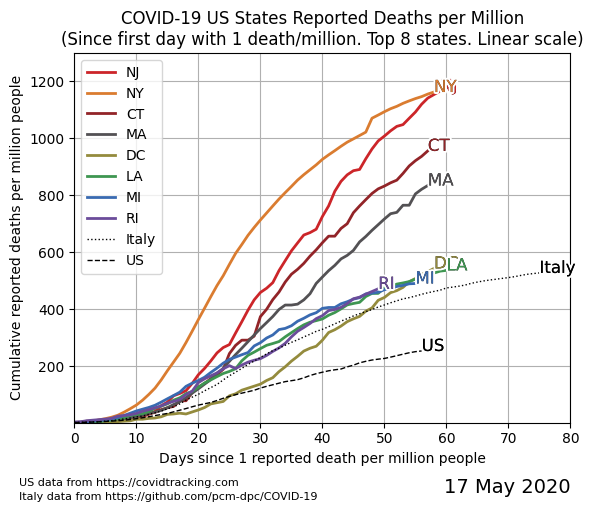 COVID-19 US States Reported Deaths per Million
(Since first day with 1 death/million. Top 8 states. Linear scale)
Cumulative reported deaths per million people
1200
1000
800
600
400
200
NJ
NY
CT
MA
DC
LA
MI
RI
Italy
US
NY
CT
MA
DC
LA
Italy
MI
RI
US
0
10
20
30
40
50
60
70
80
Days since 1 reported death per million people
US data from https://covidtracking.com
Italy data from https://github.com/pcm-dpc/COVID-19
17 May 2020